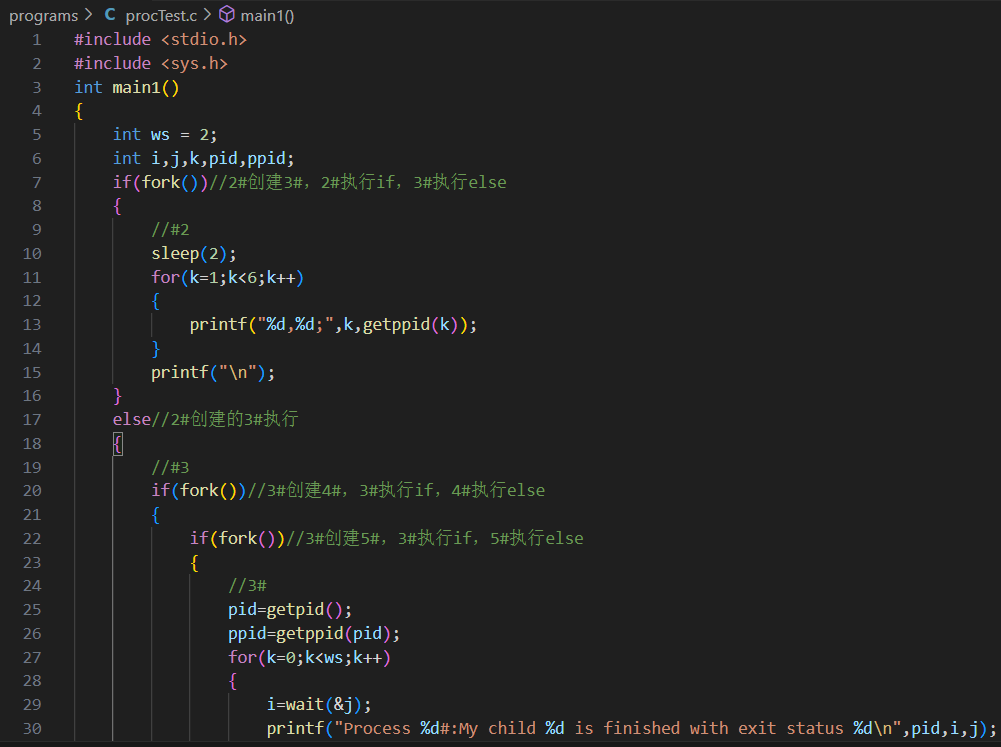 programs > C procTest.c > main1()
1 #include <stdio.h>
2 #include <sys.h>
3 int main1()
4 {
5 int ws = 2;
6 int i,j,k,pid,ppid;
7 if(fork())//2#创建3#，2#执行if，3#执行else
8 {
9 //#2
10 sleep(2);
11 for(k=1;k<6;k++)
12 {
13 printf("%d,%d;",k,getppid(k));
14 }
15 printf("\n");
16 }
17 else//2#创建的3#执行
18 {
19 //#3
20 if(fork())//3#创建4#，3#执行if，4#执行else
21 {
22 if(fork())//3#创建5#，3#执行if，5#执行else
23 {
24 //3#
25 pid=getpid();
26 ppid=getppid(pid);
27 for(k=0;k<ws;k++)
28 {
29 i=wait(&j);
30 printf("Process %d#:My child %d is finished with exit status %d\n",pid,i,j);